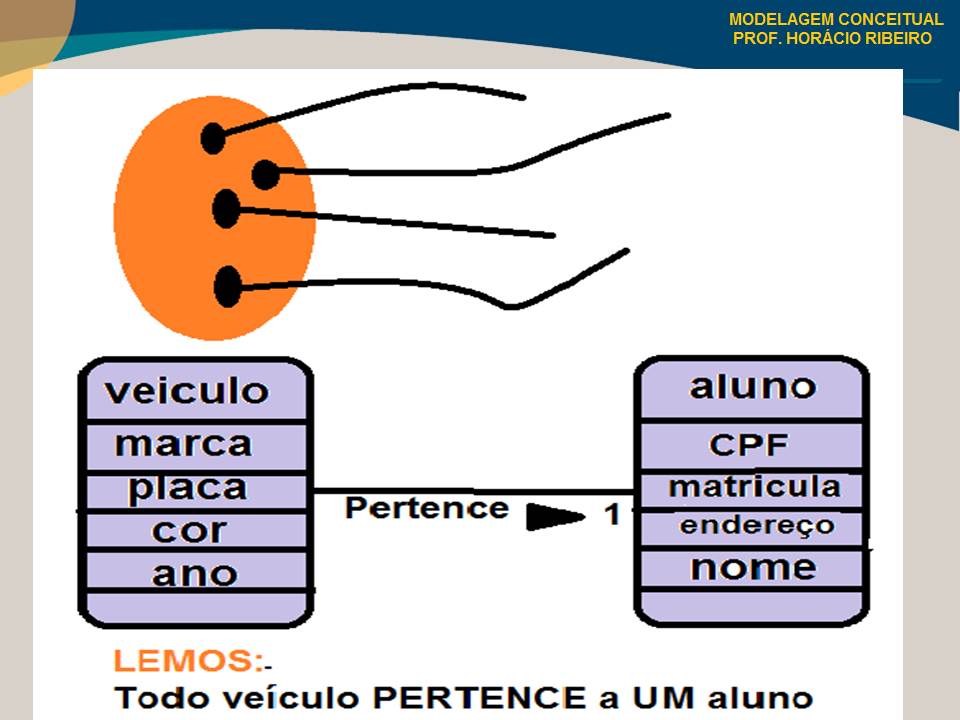 MODELAGEM CONCEITUAL
PROF. HORÁCIO RIBEIRO
veiculo
marca
placa
cor
ano
Pertence
1
aluno
CPF
matricula
endereço
nome
LEMOS:-
Todo veículo PERTENCE a UM aluno